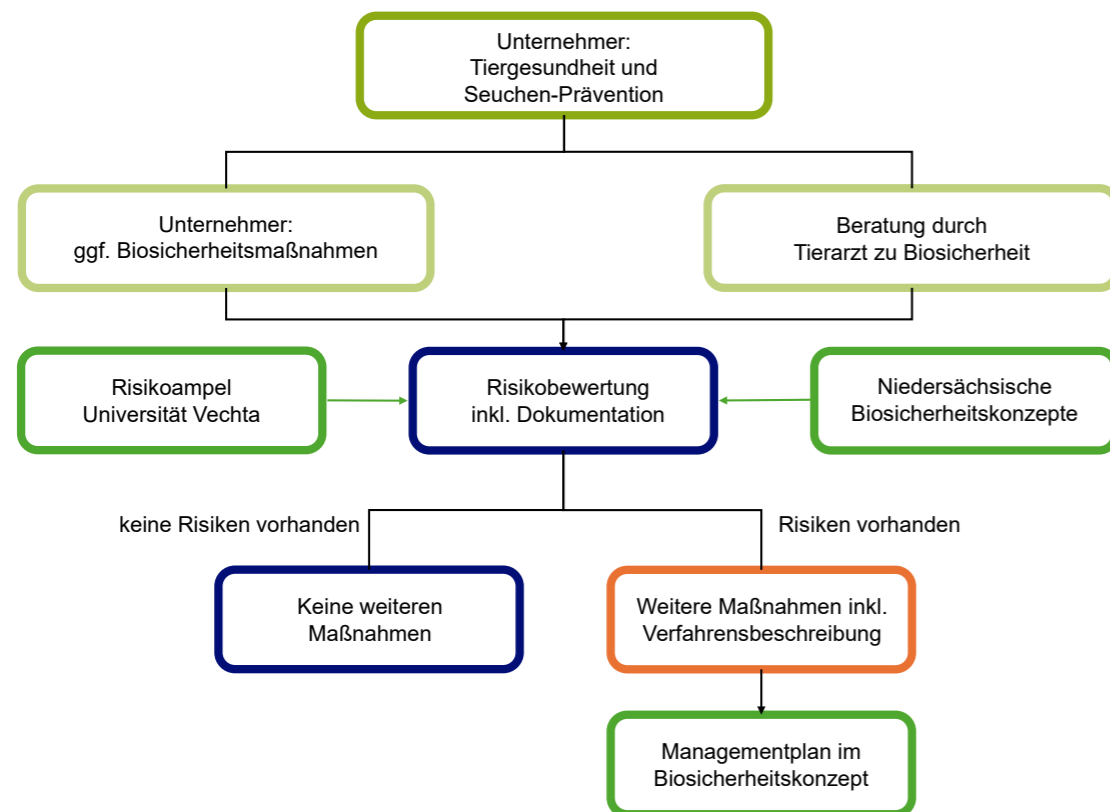 Unternehmer:
Tiergesundheit und
Seuchen-Prävention
Unternehmer:
ggf. Biosicherheitsmaßnahmen
Beratung durch
Tierarzt zu Biosicherheit
Risikoampel
Universität Vechta
Risikobewertung
inkl. Dokumentation
Niedersächsische
Biosicherheitskonzepte
keine Risiken vorhanden
Risiken vorhanden
Keine weiteren
Maßnahmen
Weitere Maßnahmen inkl.
Verfahrensbeschreibung
Managementplan im
Biosicherheitskonzept